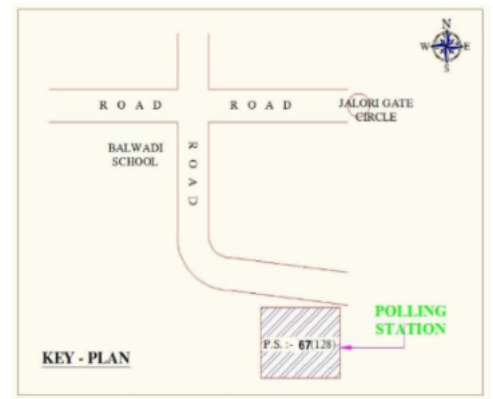 N
W E
S
R O A D R O A D
JALORI GATE
CIRCLE
BALWADI
SCHOOL
R O A D
POLLING
STATION
P.S. :- 67(128)
KEY - PLAN